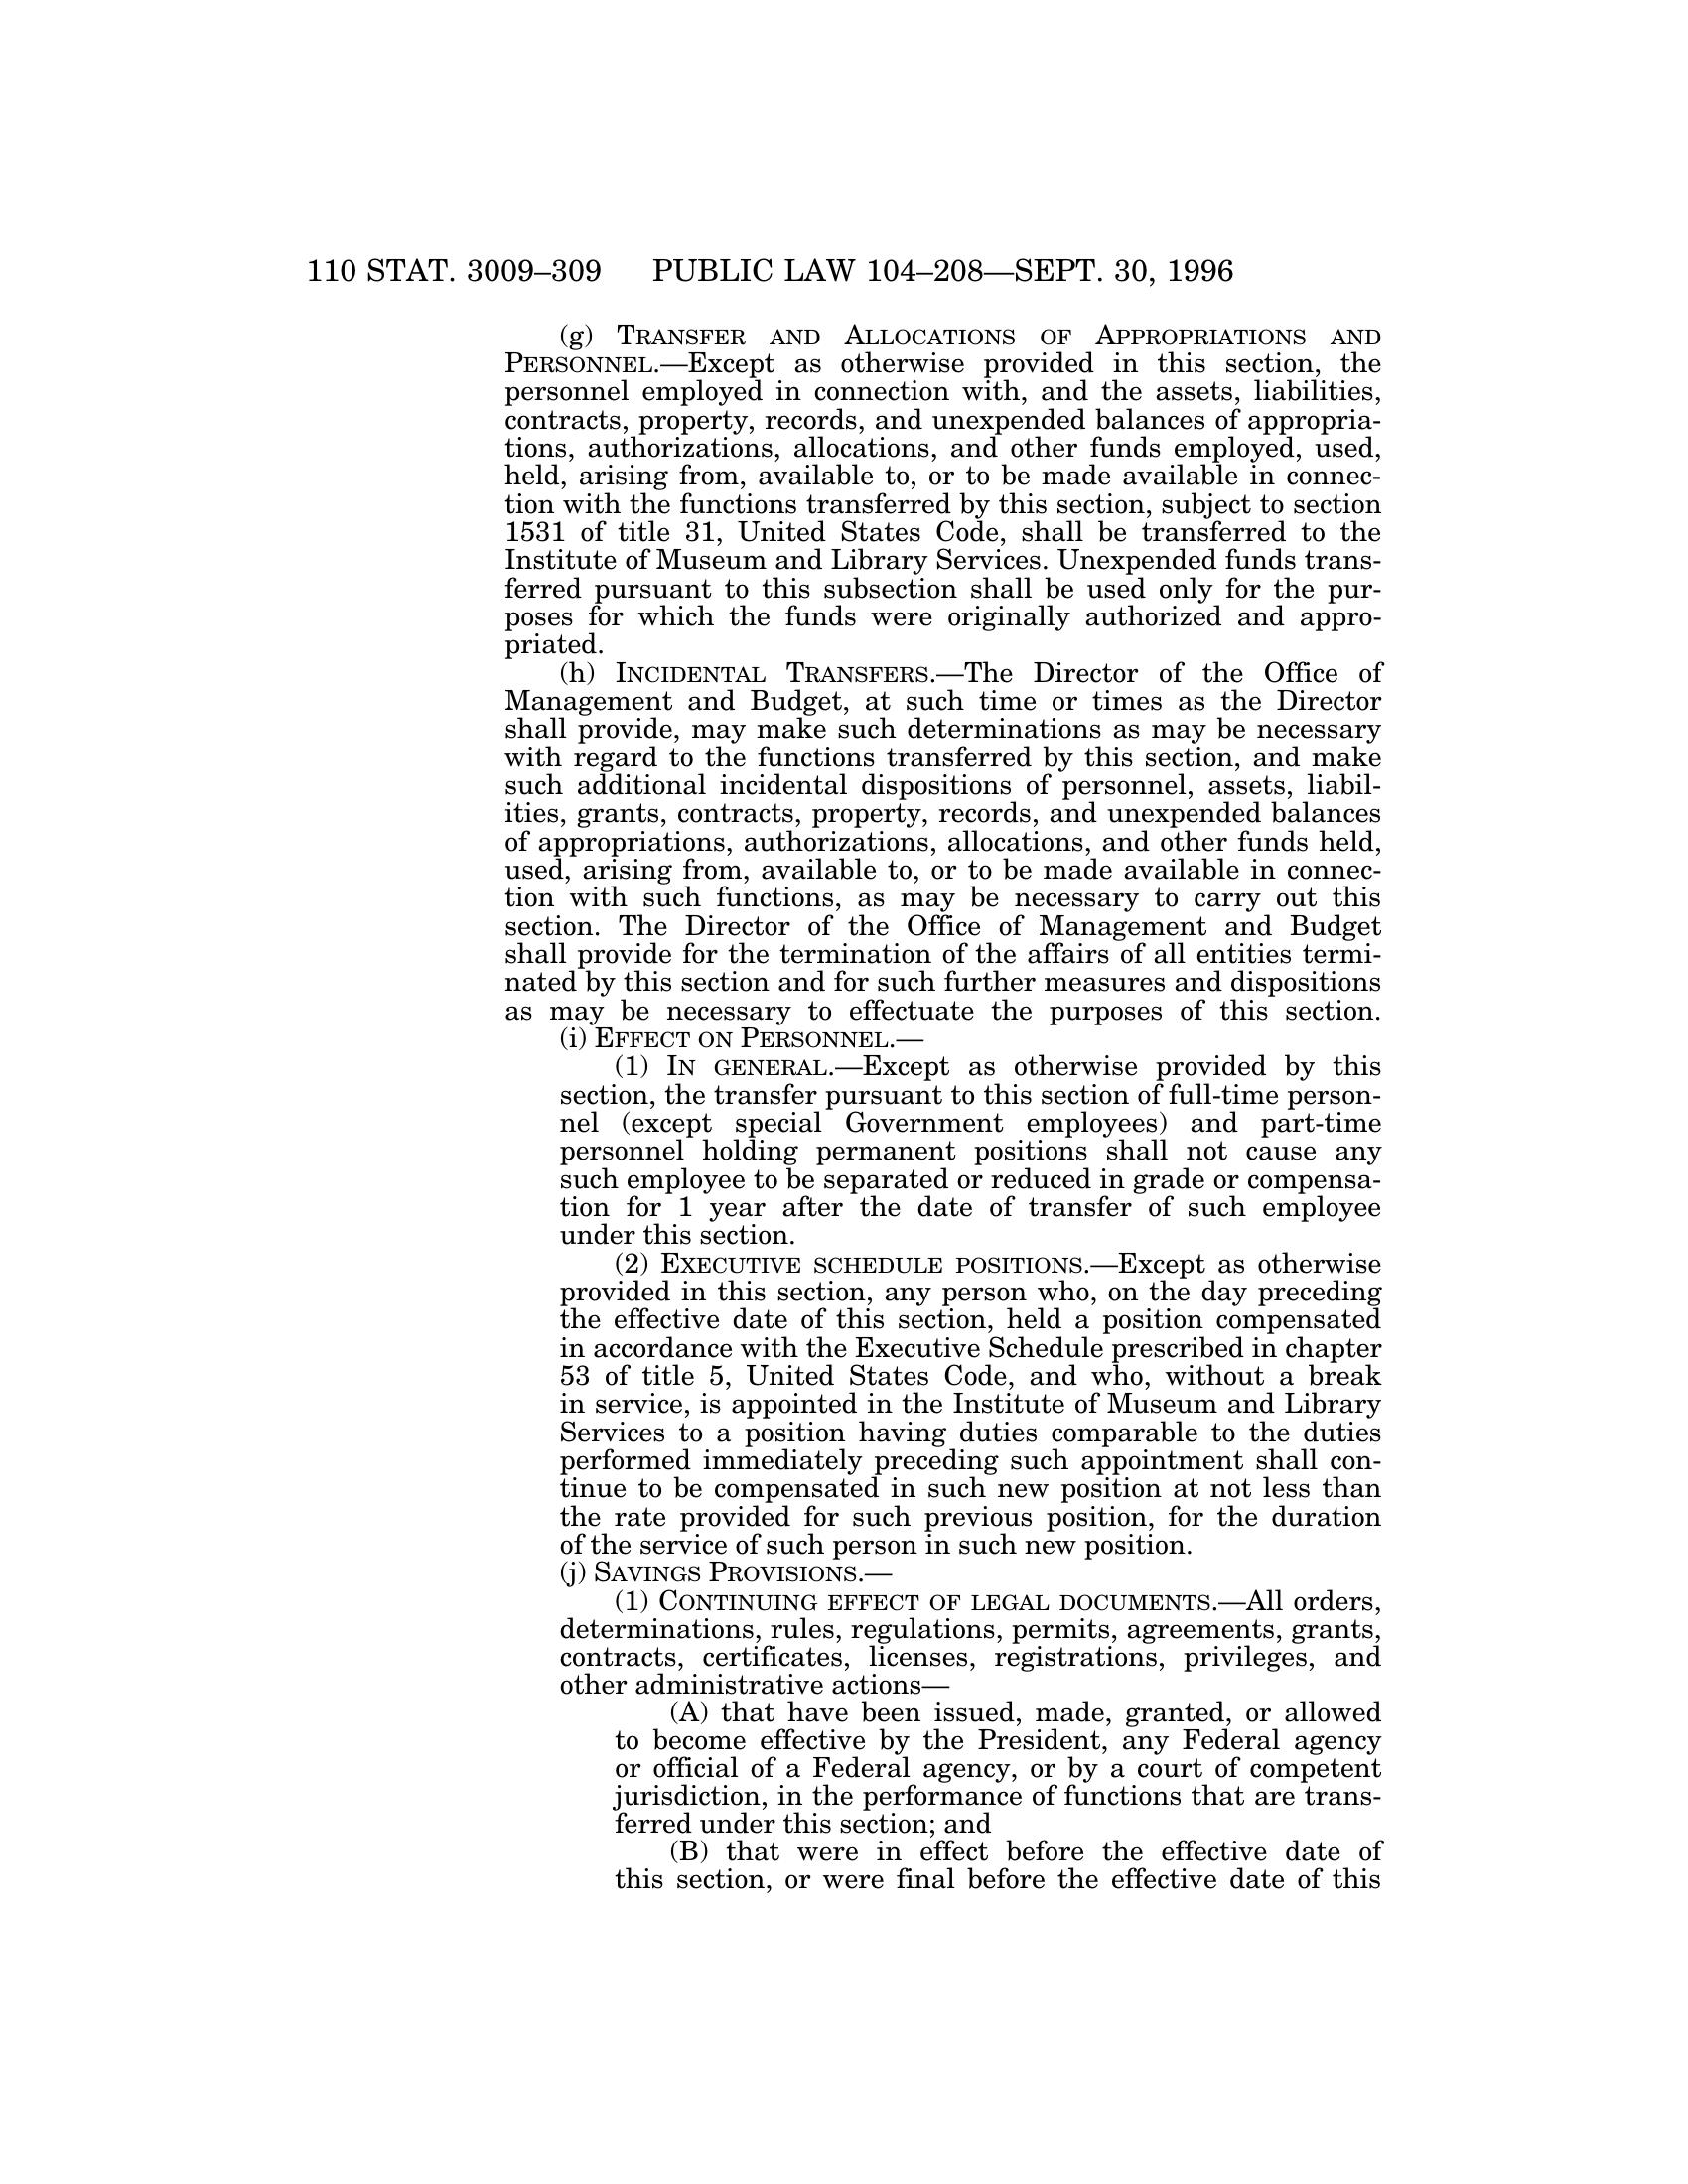 110 STAT. 3009–309 PUBLIC LAW 104–208—SEPT. 30, 1996
(g) TRANSFER AND ALLOCATIONS OF APPROPRIATIONS AND
PERSONNEL.—Except as otherwise provided in this section, the
personnel employed in connection with, and the assets, liabilities,
contracts, property, records, and unexpended balances of appropria-
tions, authorizations, allocations, and other funds employed, used,
held, arising from, available to, or to be made available in connec-
tion with the functions transferred by this section, subject to section
1531 of title 31, United States Code, shall be transferred to the
Institute of Museum and Library Services. Unexpended funds trans-
ferred pursuant to this subsection shall be used only for the pur-
poses for which the funds were originally authorized and appro-
priated.
(h) INCIDENTAL TRANSFERS.—The Director of the Office of
Management and Budget, at such time or times as the Director
shall provide, may make such determinations as may be necessary
with regard to the functions transferred by this section, and make
such additional incidental dispositions of personnel, assets, liabil-
ities, grants, contracts, property, records, and unexpended balances
of appropriations, authorizations, allocations, and other funds held,
used, arising from, available to, or to be made available in connec-
tion with such functions, as may be necessary to carry out this
section. The Director of the Office of Management and Budget
shall provide for the termination of the affairs of all entities termi-
nated by this section and for such further measures and dispositions
as may be necessary to effectuate the purposes of this section.
(i) EFFECT ON PERSONNEL.—
(1) IN GENERAL.—Except as otherwise provided by this
section, the transfer pursuant to this section of full-time person-
nel (except special Government employees) and part-time
personnel holding permanent positions shall not cause any
such employee to be separated or reduced in grade or compensa-
tion for 1 year after the date of transfer of such employee
under this section.
(2) EXECUTIVE SCHEDULE POSITIONS.—Except as otherwise
provided in this section, any person who, on the day preceding
the effective date of this section, held a position compensated
in accordance with the Executive Schedule prescribed in chapter
53 of title 5, United States Code, and who, without a break
in service, is appointed in the Institute of Museum and Library
Services to a position having duties comparable to the duties
performed immediately preceding such appointment shall con-
tinue to be compensated in such new position at not less than
the rate provided for such previous position, for the duration
of the service of such person in such new position.
(j) SAVINGS PROVISIONS.—
(1) CONTINUING EFFECT OF LEGAL DOCUMENTS.—All orders,
determinations, rules, regulations, permits, agreements, grants,
contracts, certificates, licenses, registrations, privileges, and
other administrative actions—
(A) that have been issued, made, granted, or allowed
to become effective by the President, any Federal agency
or official of a Federal agency, or by a court of competent
jurisdiction, in the performance of functions that are trans-
ferred under this section; and
(B) that were in effect before the effective date of
this section, or were final before the effective date of this